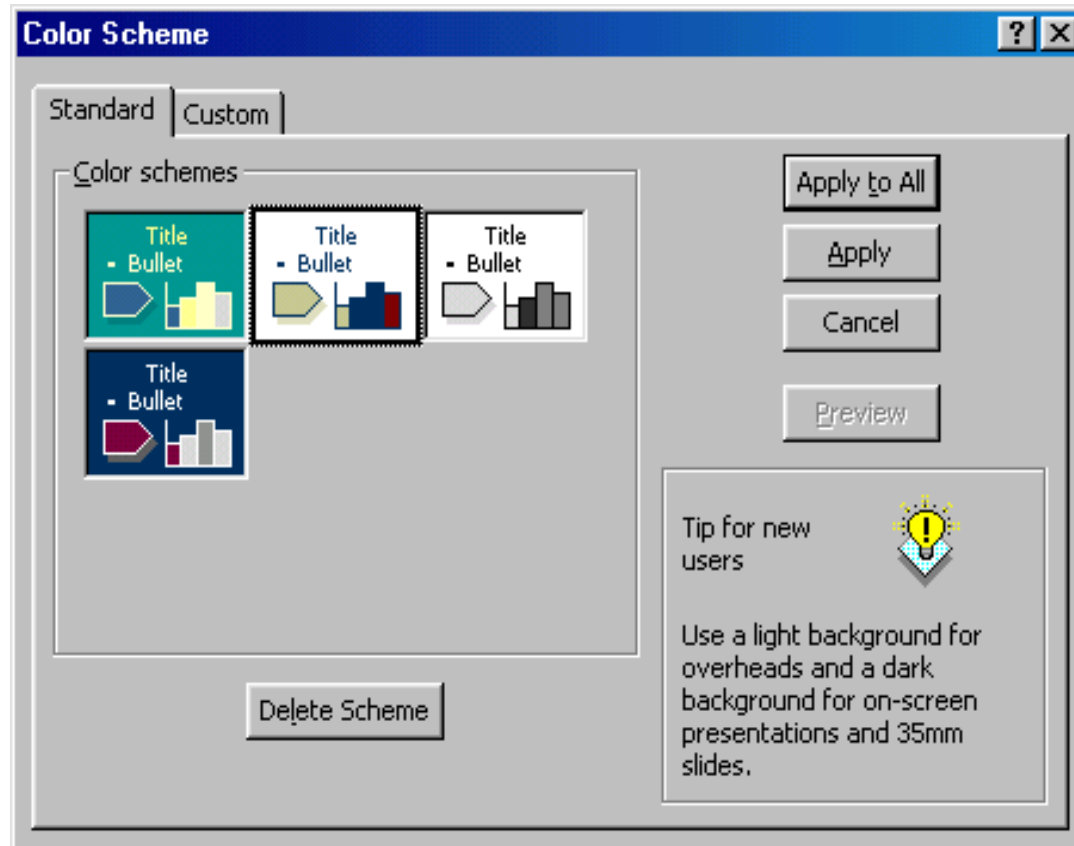 Color Scheme
Standard
Custom
Color schemes
Title
- Bullet
Title
- Bullet
Title
- Bullet
Title
- Bullet
Delete Scheme
Apply to All
Apply
Cancel
Preview
Tip for new
users
Use a light background for
overheads and a dark
background for on-screen
presentations and 35mm
slides.